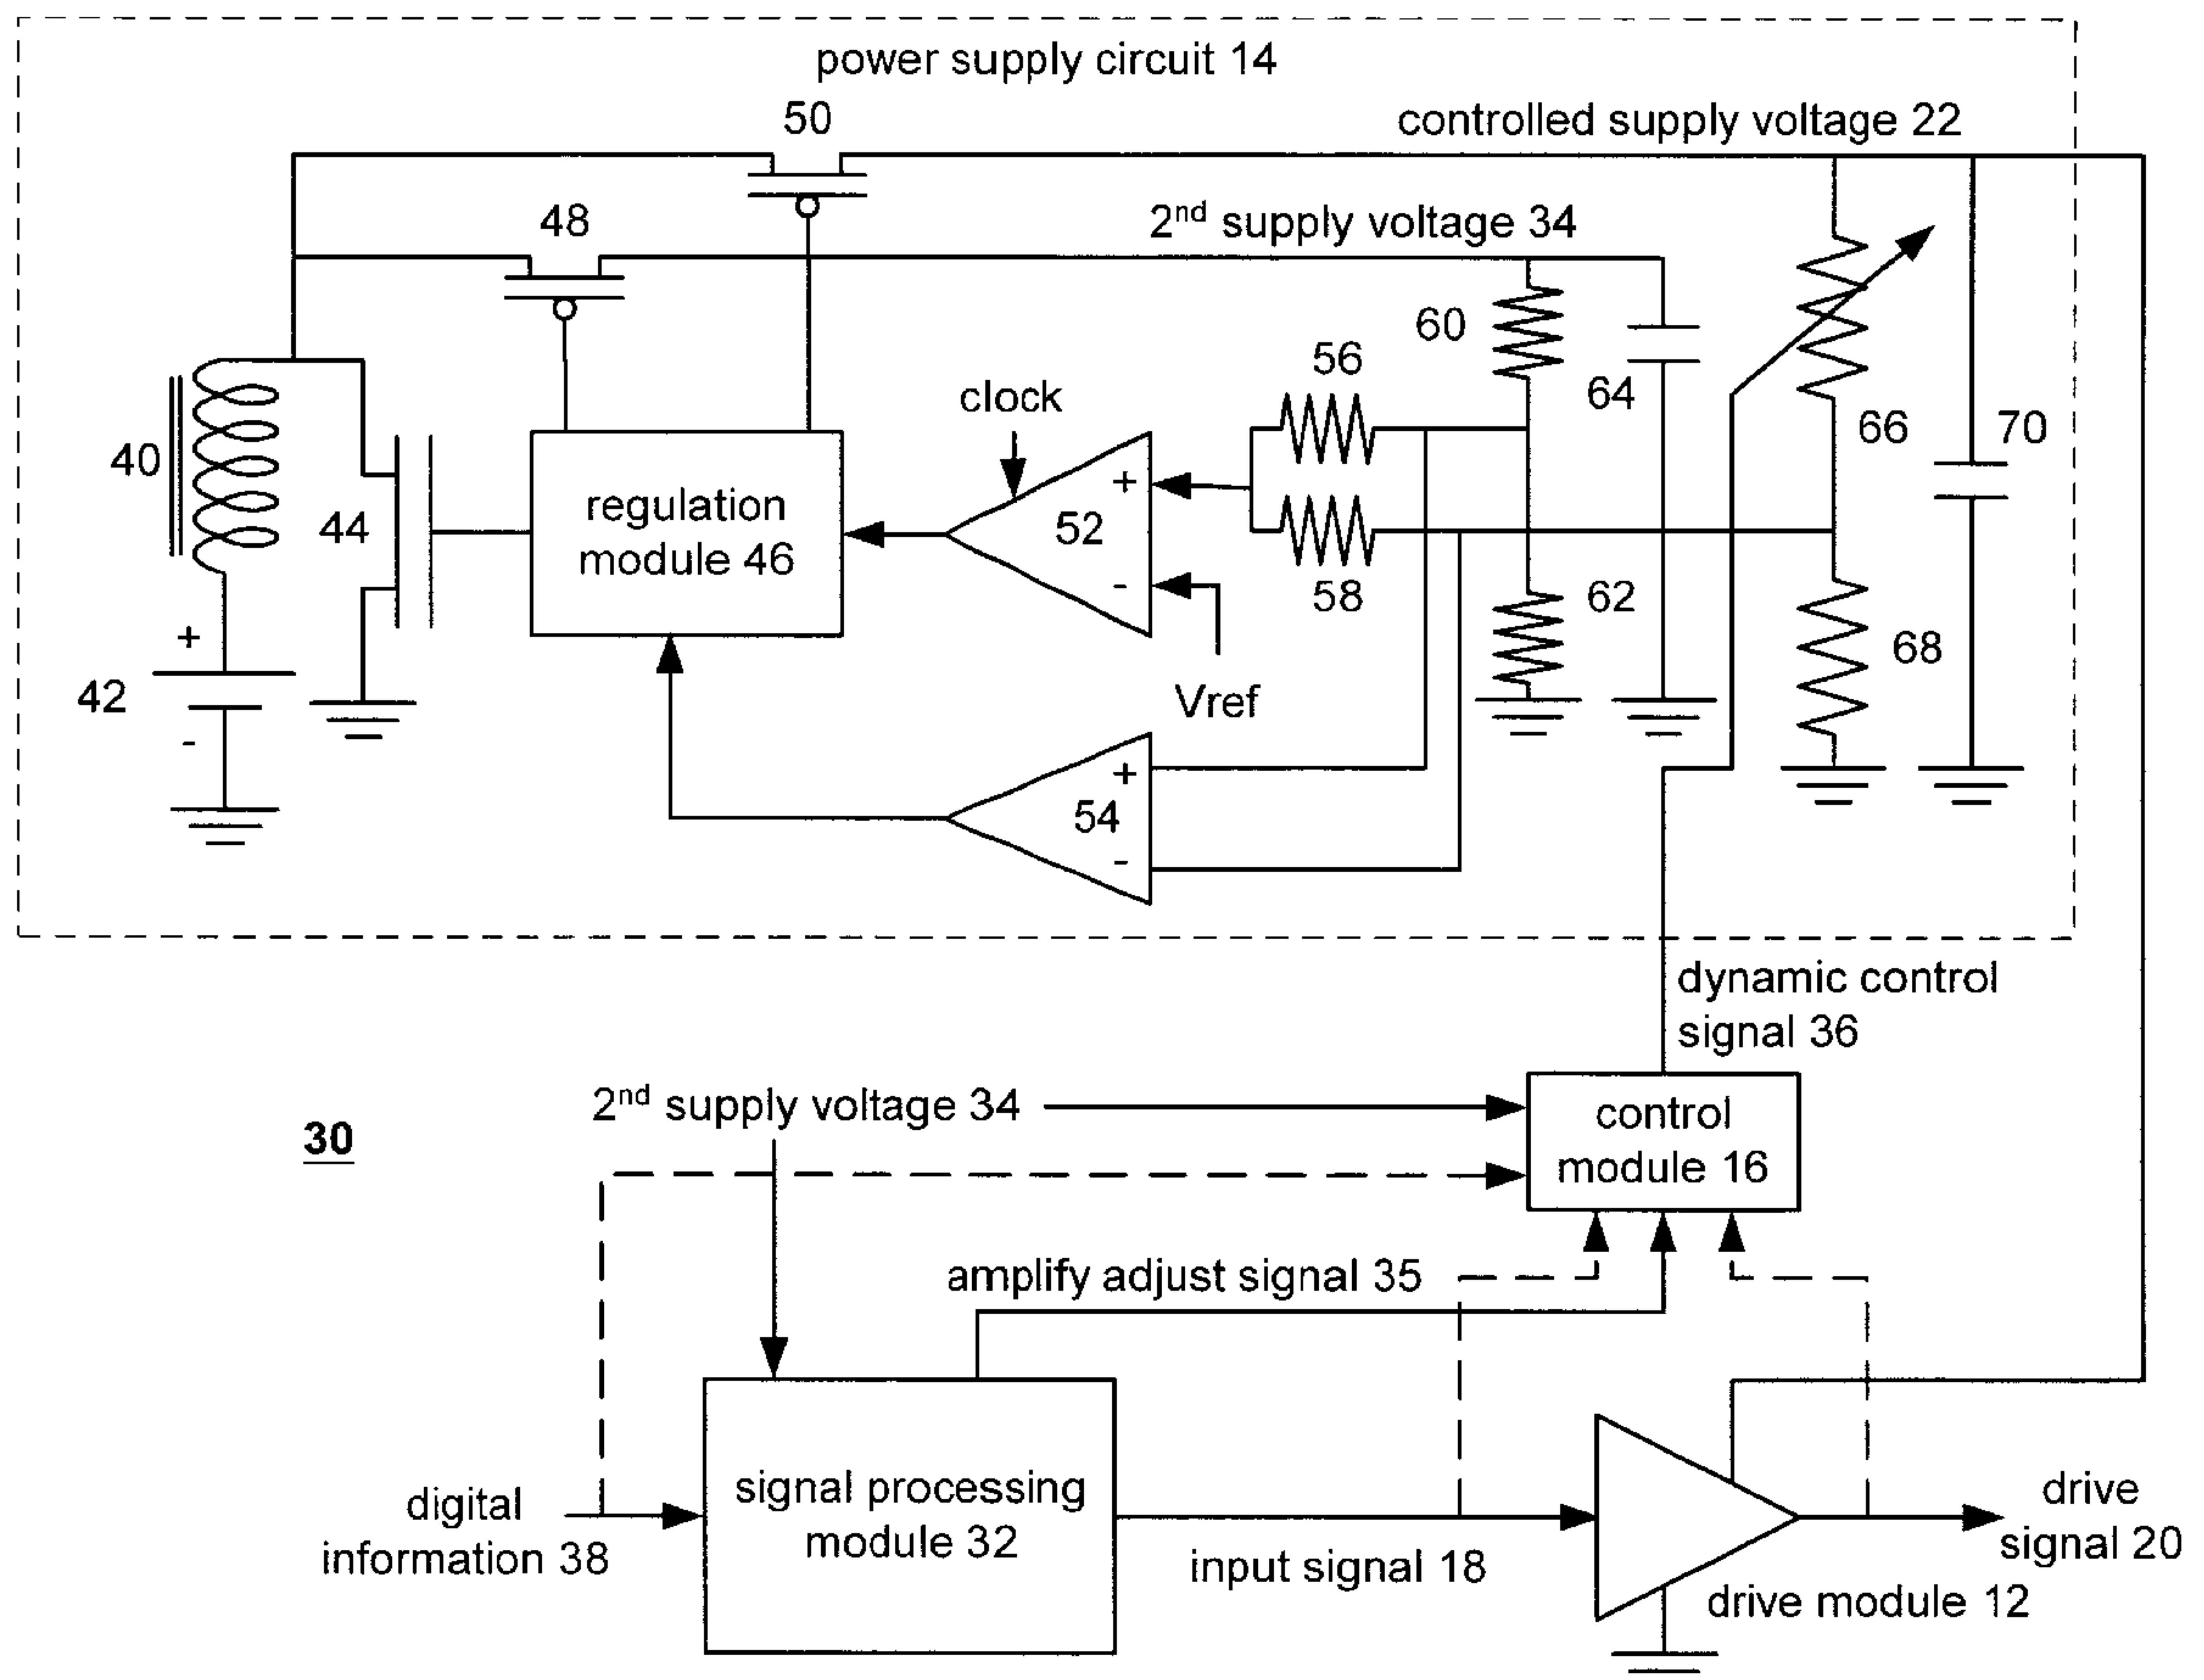 power supply circuit 14
50
controlled supply voltage 22
48
2nd supply voltage 34
60
56
64
clock
66
70
40
+
52
regulation
module 46
44
-
58
62
+
68
42
Vref
-
+
54
-
dynamic control
signal 36
2nd supply voltage 34
control
module 16
30
amplify adjust signal 35
signal processing
module 32
digital
information 38
input signal 18
drive
signal 20
drive module 12